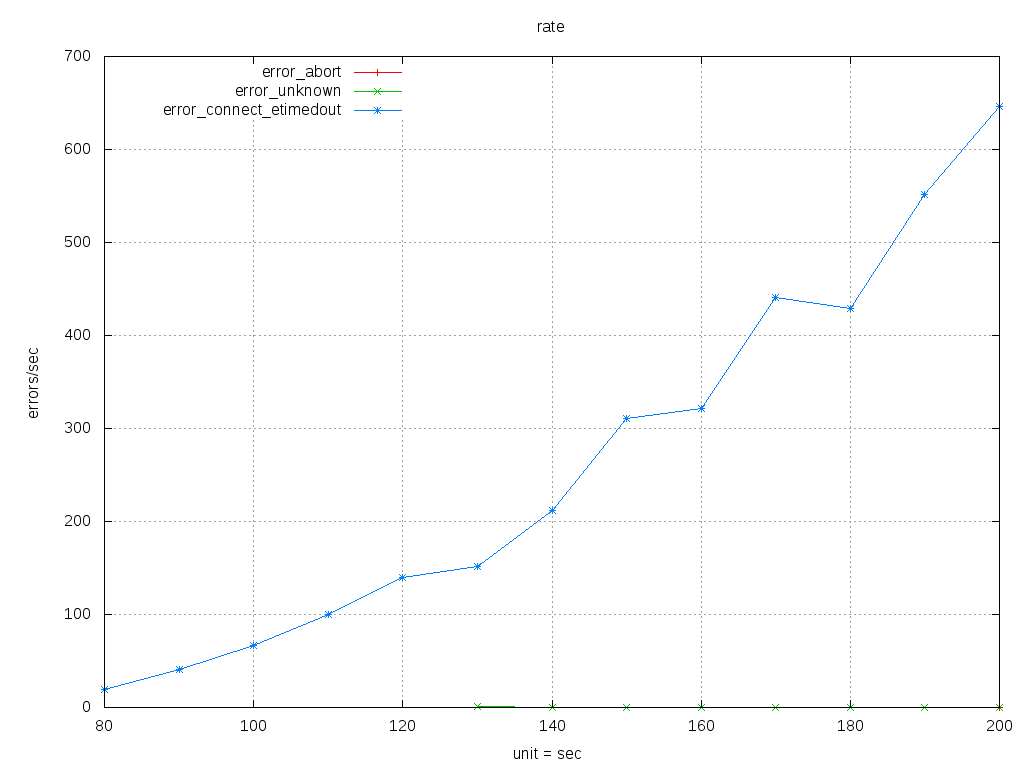 rate
700
600
500
400
300
200
100
0
errors/sec
error_abort
error_unknown
error_connect_etimedout
80 100 120 140 160 180 200
unit = sec